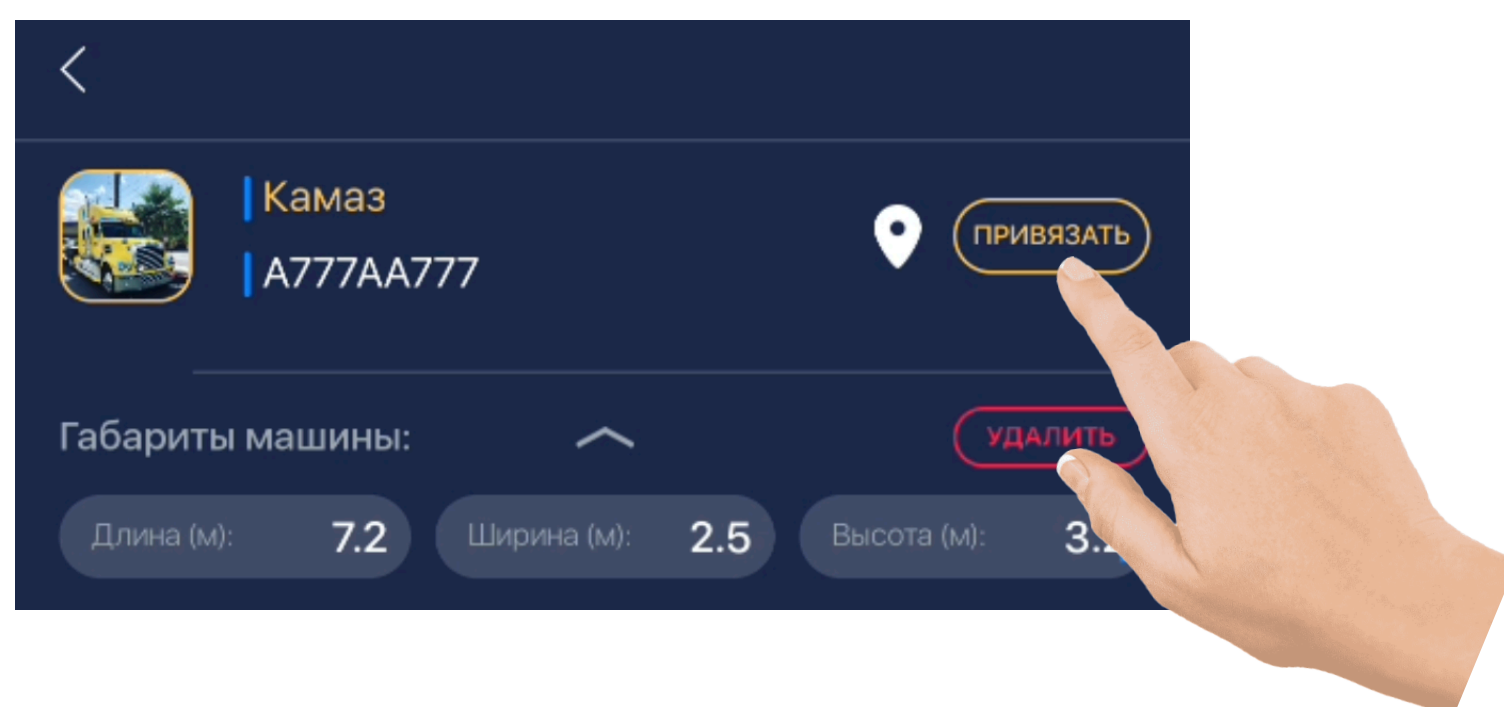 Камаз
А777АА777
ПРИВЯЗАТЬ
Габариты машины:
УДАЛИТЬ
Длина (м): 7.2
Ширина (м): 2.5
Высота (м):